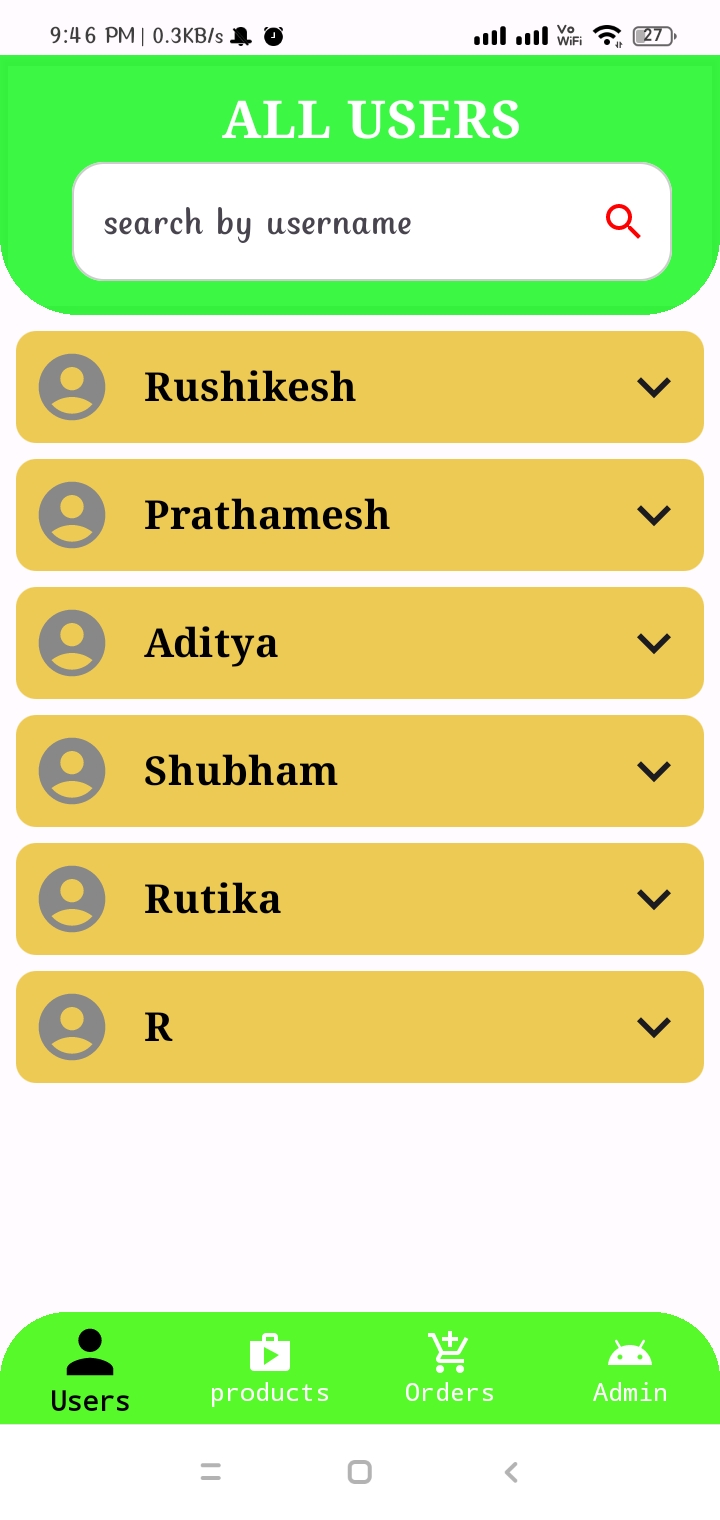 9:46 PM | 0.3KB/s Vo WiFi 27
ALL USERS
search by username
Rushikesh
Prathamesh
Aditya
Shubham
Rutika
R
Users products Orders Admin